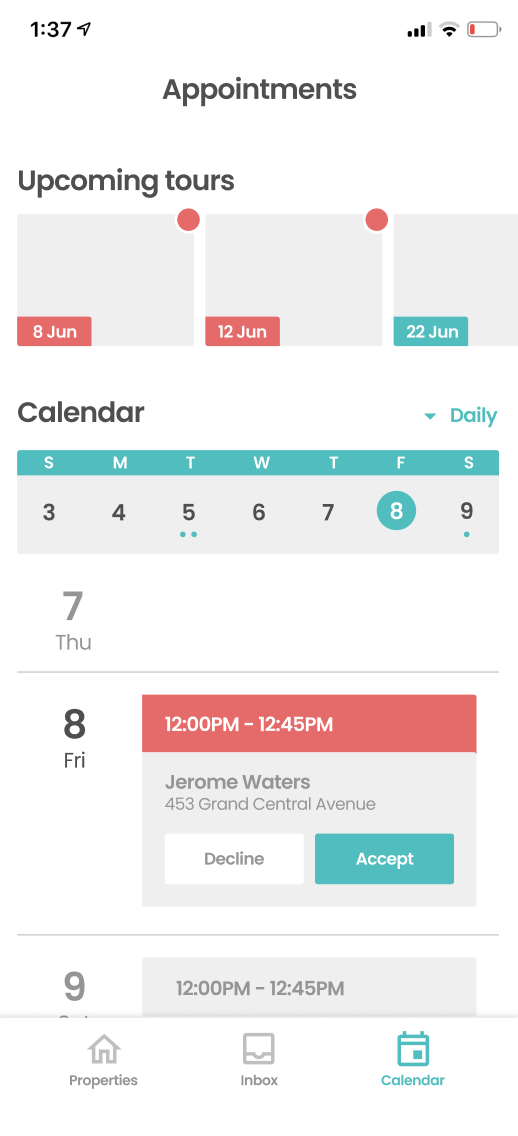 1:37
Appointments
Upcoming tours
8 Jun
12 Jun
22 Jun
Calendar
Daily
S M T W T F S
3 4 5 6 7 8 9
7
Thu
8
Fri
12:00PM - 12:45PM
Jerome Waters
453 Grand Central Avenue
Decline
Accept
9
12:00PM - 12:45PM
Properties
Inbox
Calendar